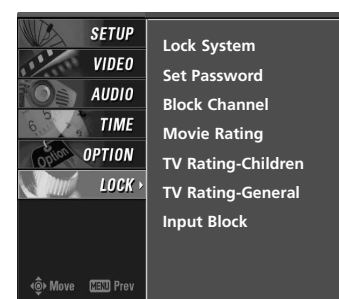 SETUP
VIDEO
AUDIO
TIME
OPTION
LOCK
Move MENU Prev
Lock System
Set Password
Block Channel
Movie Rating
TV Rating-Children
TV Rating-General
Input Block